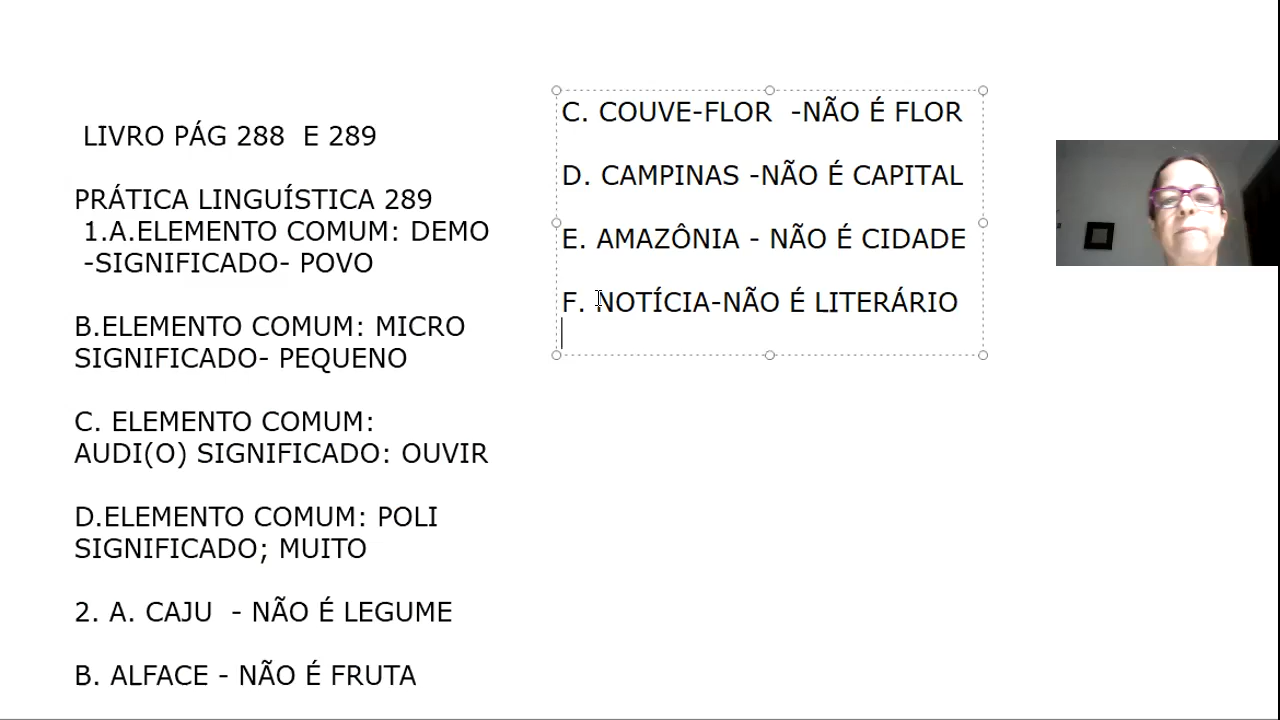 LIVRO PÁG 288 E 289
PRÁTICA LINGUÍSTICA 289
1.A.ELEMENTO COMUM: DEMO
-SIGNIFICADO- POVO
B.ELEMENTO COMUM: MICRO
SIGNIFICADO- PEQUENO
C. ELEMENTO COMUM:
AUDI(O) SIGNIFICADO: OUVIR
D.ELEMENTO COMUM: POLI
SIGNIFICADO; MUITO
2. A. CAJU - NÃO É LEGUME
B. ALFACE - NÃO É FRUTA
C. COUVE-FLOR -NÃO É FLOR
D. CAMPINAS -NÃO É CAPITAL
E. AMAZÔNIA - NÃO É CIDADE
F. NOTÍCIA-NÃO É LITERÁRIO